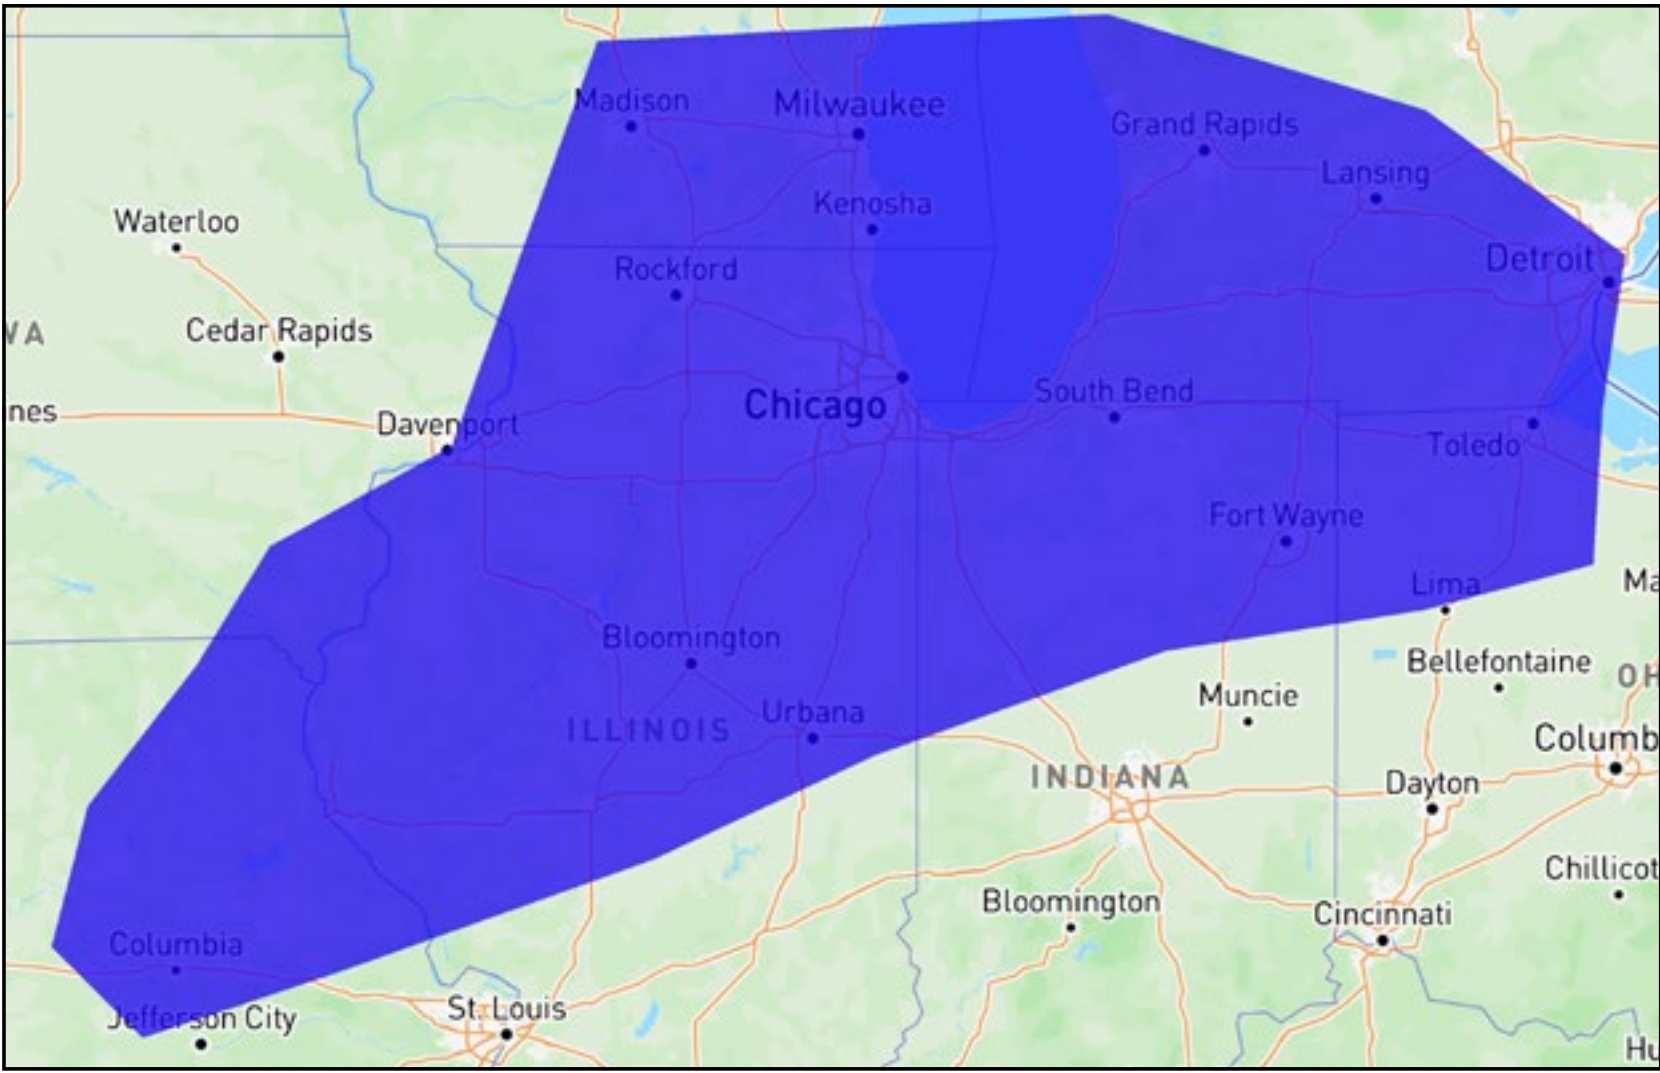 Madison
Milwaukee
Grand Rapids
Lansing
Kenosha
Waterloo
Detroit
Rockford
VA
Cedar Rapids
South Bend
Chicago
nes
Davenport
Toledo
Fort Wayne
Lima
Ma
Bloomington
Bellefontaine
OH
Muncie
Urbana
ILLINOIS
Columb
INDIANA
Dayton
Chillicot
Bloomington
Cincinnati
Columbia
St. Louis
Jefferson City
Hu